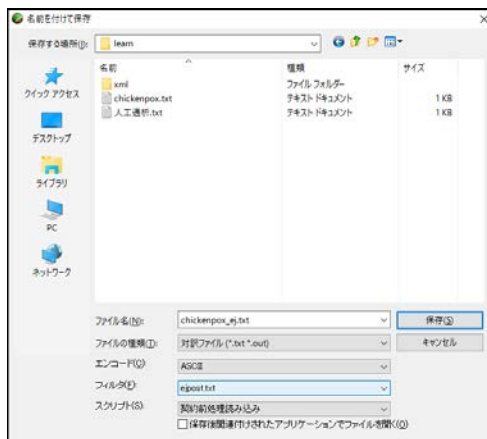 名前を付けて保存
保存する場所(I):
learn
名前
種類
サイズ
xml
ファイル フォルダー
chickenpox.txt
テキスト ドキュメント
1 KB
人工透析.txt
テキスト ドキュメント
1 KB
クイック アクセス
デスクトップ
ライブラリ
PC
ネットワーク
ファイル名(N):
chickenpox_ej.txt
保存(S)
ファイルの種類(T):
対訳ファイル (*.txt *.out)
キャンセル
エンコード(C)
ASCII
フィルタ(E)
ejpost.txt
スクリプト(S)
契約前処理読み込み
保存後関連付けされたアプリケーションでファイルを開く(O)